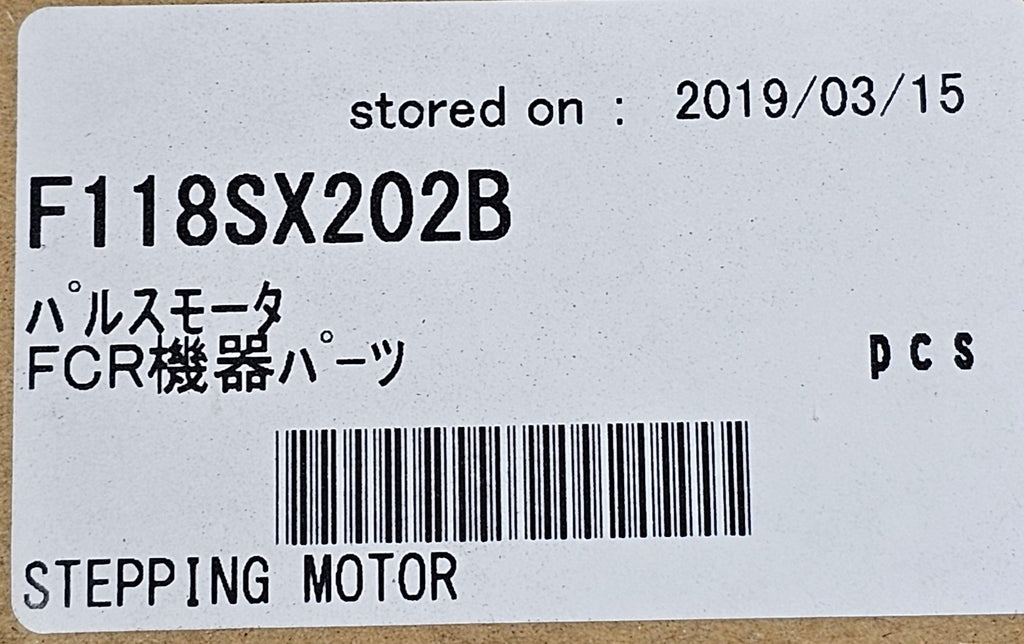 stored on : 2019/03/15
F118SX202B
パルスモータ
FCR機器パーツ
pcs
STEPPING MOTOR